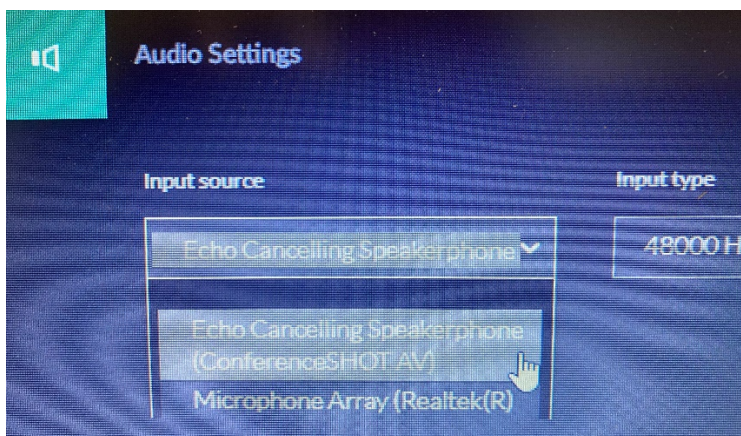 Audio Settings
Input source
Input type
Echo Cancelling Speakerphone
48000 H
Echo Cancelling Speakerphone
(ConferenceSHOT AV)
Microphone Array (Realtek(R)